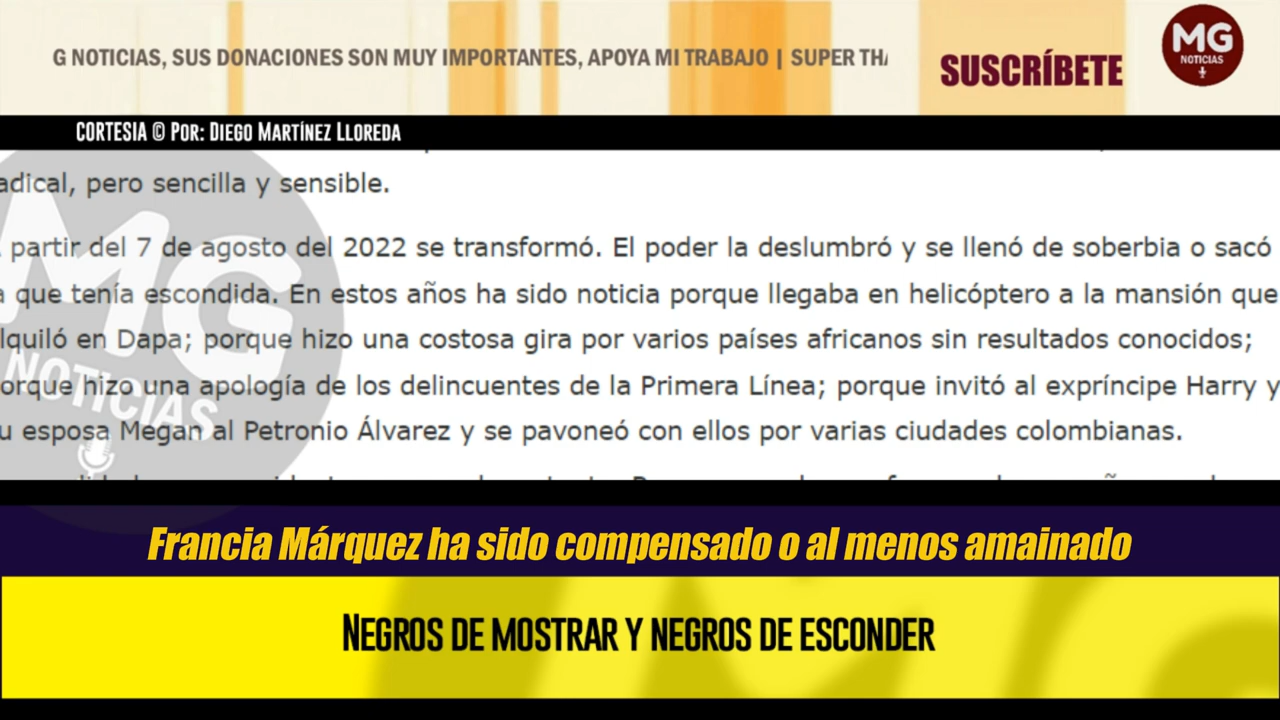 G NOTICIAS, SUS DONACIONES SON MUY IMPORTANTES, APOYA MI TRABAJO | SUPER THA
SUSCRÍBETE
MG
NOTICIAS
CORTESIA © POR: DIEGO MARTÍNEZ LLOREDA
adical, pero sencilla y sensible.
partir del 7 de agosto del 2022 se transformó. El poder la deslumbró y se llenó de soberbia o sacó
a que tenía escondida. En estos años ha sido noticia porque llegaba en helicóptero a la mansión que
lquiló en Dapa; porque hizo una costosa gira por varios países africanos sin resultados conocidos;
orque hizo una apología de los delincuentes de la Primera Línea; porque invitó al expríncipe Harry y
u esposa Megan al Petronio Álvarez y se pavoneó con ellos por varias ciudades colombianas.
MG
NOTICIAS
Francia Márquez ha sido compensado o al menos amainado
NEGROS DE MOSTRAR Y NEGROS DE ESCONDER